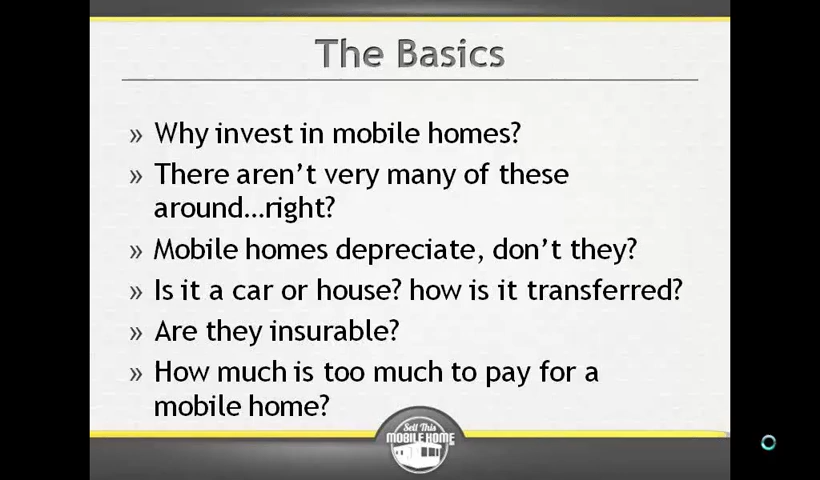 The Basics
» Why invest in mobile homes?
» There aren't very many of these
around...right?
» Mobile homes depreciate, don't they?
» Is it a car or house? how is it transferred?
» Are they insurable?
» How much is too much to pay for a
mobile home?
Sell This
MOBILE HOME